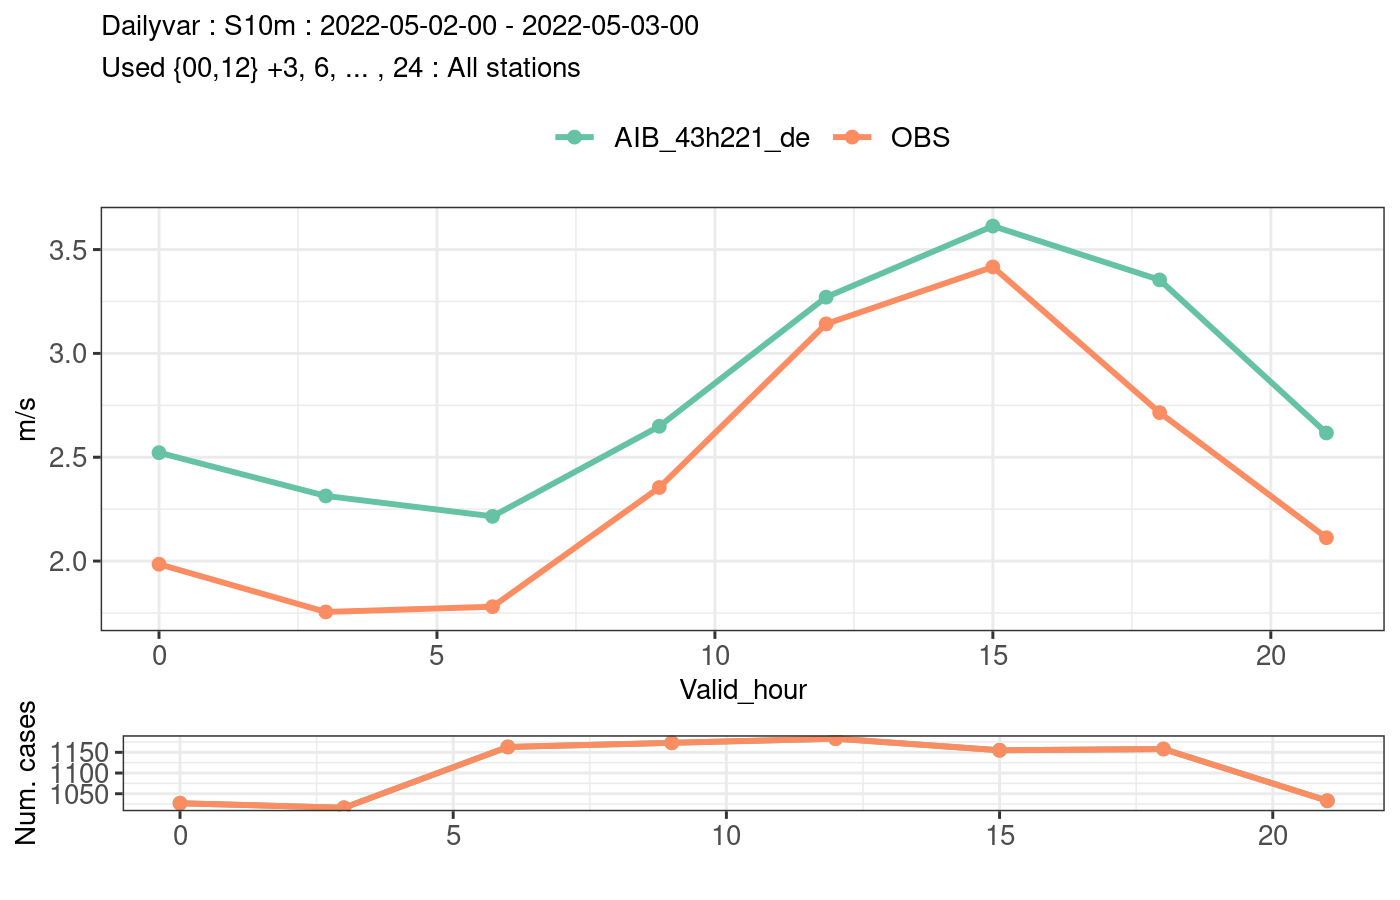 Dailyvar : S10m : 2022-05-02-00 - 2022-05-03-00
Used {00,12} +3, 6, ... , 24 : All stations
AIB_43h221_de OBS
m/s
3.5
3.0
2.5
2.0
0 5 10 15 20
Valid_hour
Num. cases
1150
1100
1050
0 5 10 15 20